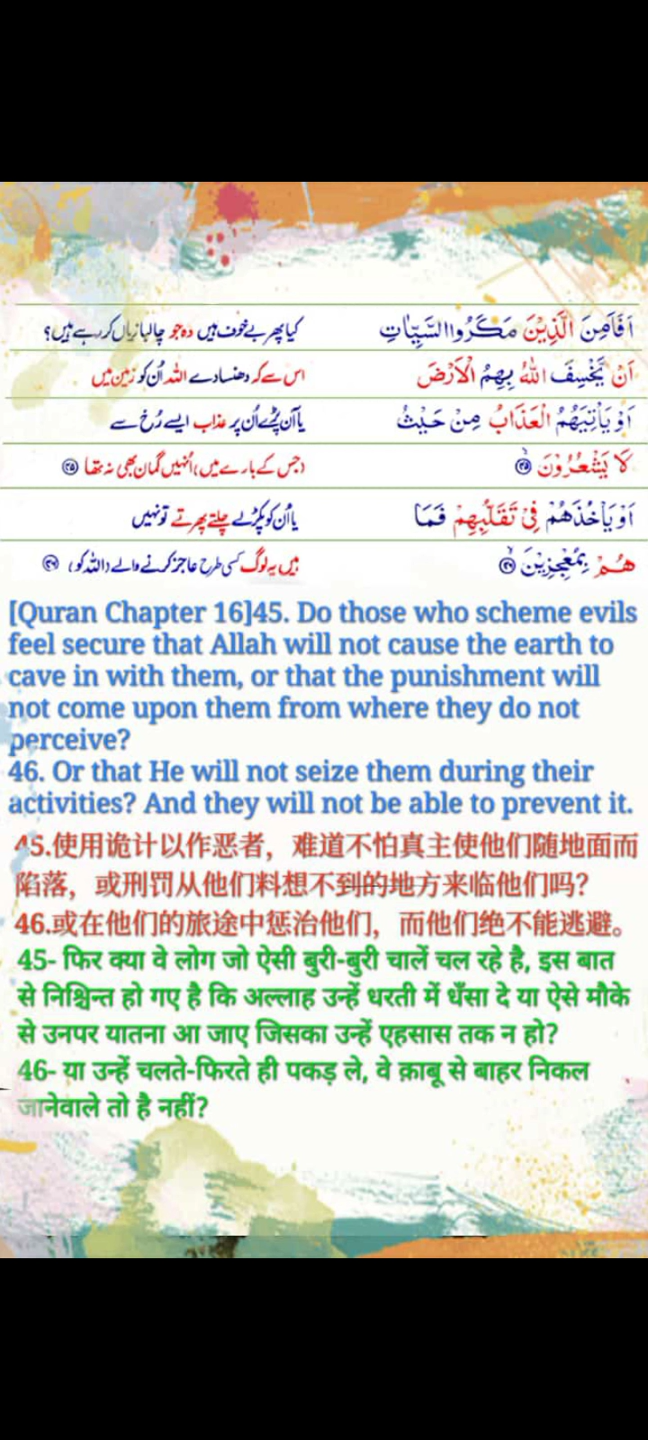 اَفَاَمِنَ الَّذِيْنَ مَكَرُوا السَّيِّاٰتِ
کیا پھر بے خوف ہیں وہ جو چالبازیاں کر رہے ہیں؟
اَنْ يَّخْسِفَ اللّٰهُ بِهِمُ الْاَرْضَ
اس سے کہ دھنسا دے اللہ اُن کو زمین میں
اَوْ يَاْتِيَهُمُ الْعَذَابُ مِنْ حَيْثُ
یا آن پڑے اُن پر عذاب ایسے رُخ سے
لَا يَشْعُرُوْنَ ۙ﴿۴۵﴾
(جس کے بارے میں) اُنہیں گمان بھی نہ تھا ﴿۴۵﴾
اَوْ يَاْخُذَهُمْ فِيْ تَقَلُّبِهِمْ فَمَا
یا اُن کو پکڑ لے چلتے پھرتے تو نہیں
هُمْ بِمُعْجِزِيْنَ ۙ﴿۴۶﴾
ہیں یہ لوگ کسی طرح عاجز کرنے والے (اللہ کو) ﴿۴۶﴾
[Quran Chapter 16]45. Do those who scheme evils
feel secure that Allah will not cause the earth to
cave in with them, or that the punishment will
not come upon them from where they do not
perceive?
46. Or that He will not seize them during their
activities? And they will not be able to prevent it.
45.使用诡计以作恶者，难道不怕真主使他们随地面而
陷落，或刑罚从他们料想不到的地方来临他们吗？
46.或在他们的旅途中惩治他们，而他们绝不能逃避。
45- फिर क्या वे लोग जो ऐसी बुरी-बुरी चालें चल रहे है, इस बात
से निश्चिन्त हो गए है कि अल्लाह उन्हें धरती में धँसा दे या ऐसे मौके
से उनपर यातना आ जाए जिसका उन्हें एहसास तक न हो?
46- या उन्हें चलते-फिरते ही पकड़ ले, वे क़ाबू से बाहर निकल
जानेवाले तो है नहीं?